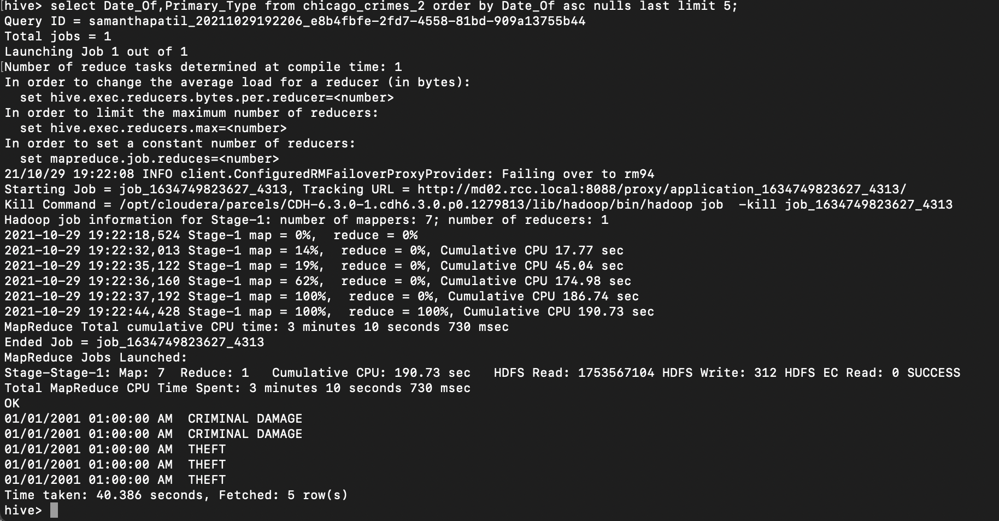 [hive> select Date_Of,Primary_Type from chicago_crimes_2 order by Date_Of asc nulls last limit 5;
Query ID = samanthapatil_20211029192206_e8b4fbfe-2fd7-4558-81bd-909a13755b44
Total jobs = 1
Launching Job 1 out of 1
[Number of reduce tasks determined at compile time: 1
In order to change the average load for a reducer (in bytes):
  set hive.exec.reducers.bytes.per.reducer=<number>
In order to limit the maximum number of reducers:
  set hive.exec.reducers.max=<number>
In order to set a constant number of reducers:
  set mapreduce.job.reduces=<number>
21/10/29 19:22:08 INFO client.ConfiguredRMFailoverProxyProvider: Failing over to rm94
Starting Job = job_1634749823627_4313, Tracking URL = http://md02.rcc.local:8088/proxy/application_1634749823627_4313/
Kill Command = /opt/cloudera/parcels/CDH-6.3.0-1.cdh6.3.0.p0.1279813/lib/hadoop/bin/hadoop job  -kill job_1634749823627_4313
Hadoop job information for Stage-1: number of mappers: 7; number of reducers: 1
2021-10-29 19:22:18,524 Stage-1 map = 0%,  reduce = 0%
2021-10-29 19:22:32,013 Stage-1 map = 14%,  reduce = 0%, Cumulative CPU 17.77 sec
2021-10-29 19:22:35,122 Stage-1 map = 19%,  reduce = 0%, Cumulative CPU 45.04 sec
2021-10-29 19:22:36,160 Stage-1 map = 62%,  reduce = 0%, Cumulative CPU 174.98 sec
2021-10-29 19:22:37,192 Stage-1 map = 100%,  reduce = 0%, Cumulative CPU 186.74 sec
2021-10-29 19:22:44,428 Stage-1 map = 100%,  reduce = 100%, Cumulative CPU 190.73 sec
MapReduce Total cumulative CPU time: 3 minutes 10 seconds 730 msec
Ended Job = job_1634749823627_4313
MapReduce Jobs Launched:
Stage-Stage-1: Map: 7  Reduce: 1   Cumulative CPU: 190.73 sec   HDFS Read: 1753567104 HDFS Write: 312 HDFS EC Read: 0 SUCCESS
Total MapReduce CPU Time Spent: 3 minutes 10 seconds 730 msec
OK
01/01/2001 01:00:00 AM  CRIMINAL DAMAGE
01/01/2001 01:00:00 AM  CRIMINAL DAMAGE
01/01/2001 01:00:00 AM  THEFT
01/01/2001 01:00:00 AM  THEFT
01/01/2001 01:00:00 AM  THEFT
Time taken: 40.386 seconds, Fetched: 5 row(s)
hive>